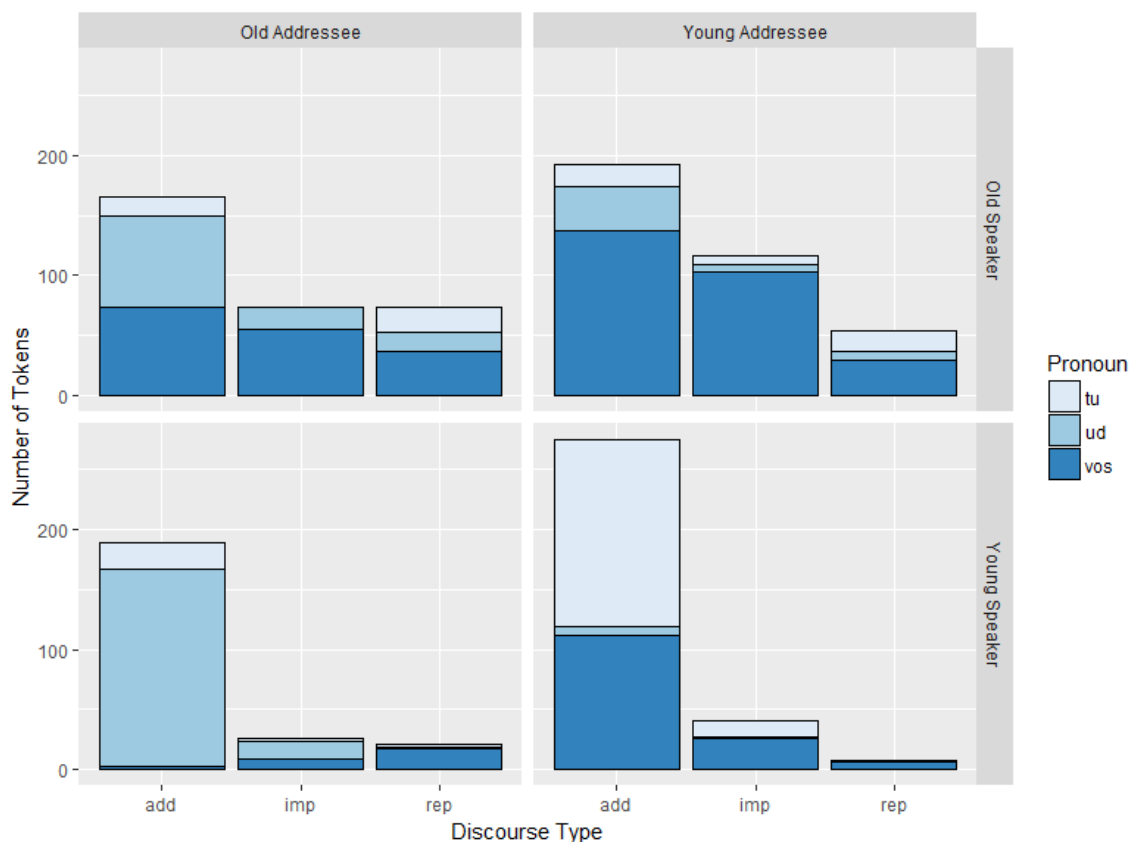 Old Addressee
Young Addressee
200
100
0
Old Speaker
200
100
0
Young Speaker
add
imp
rep
add
imp
rep
Number of Tokens
Discourse Type
Pronoun
tu
ud
vos